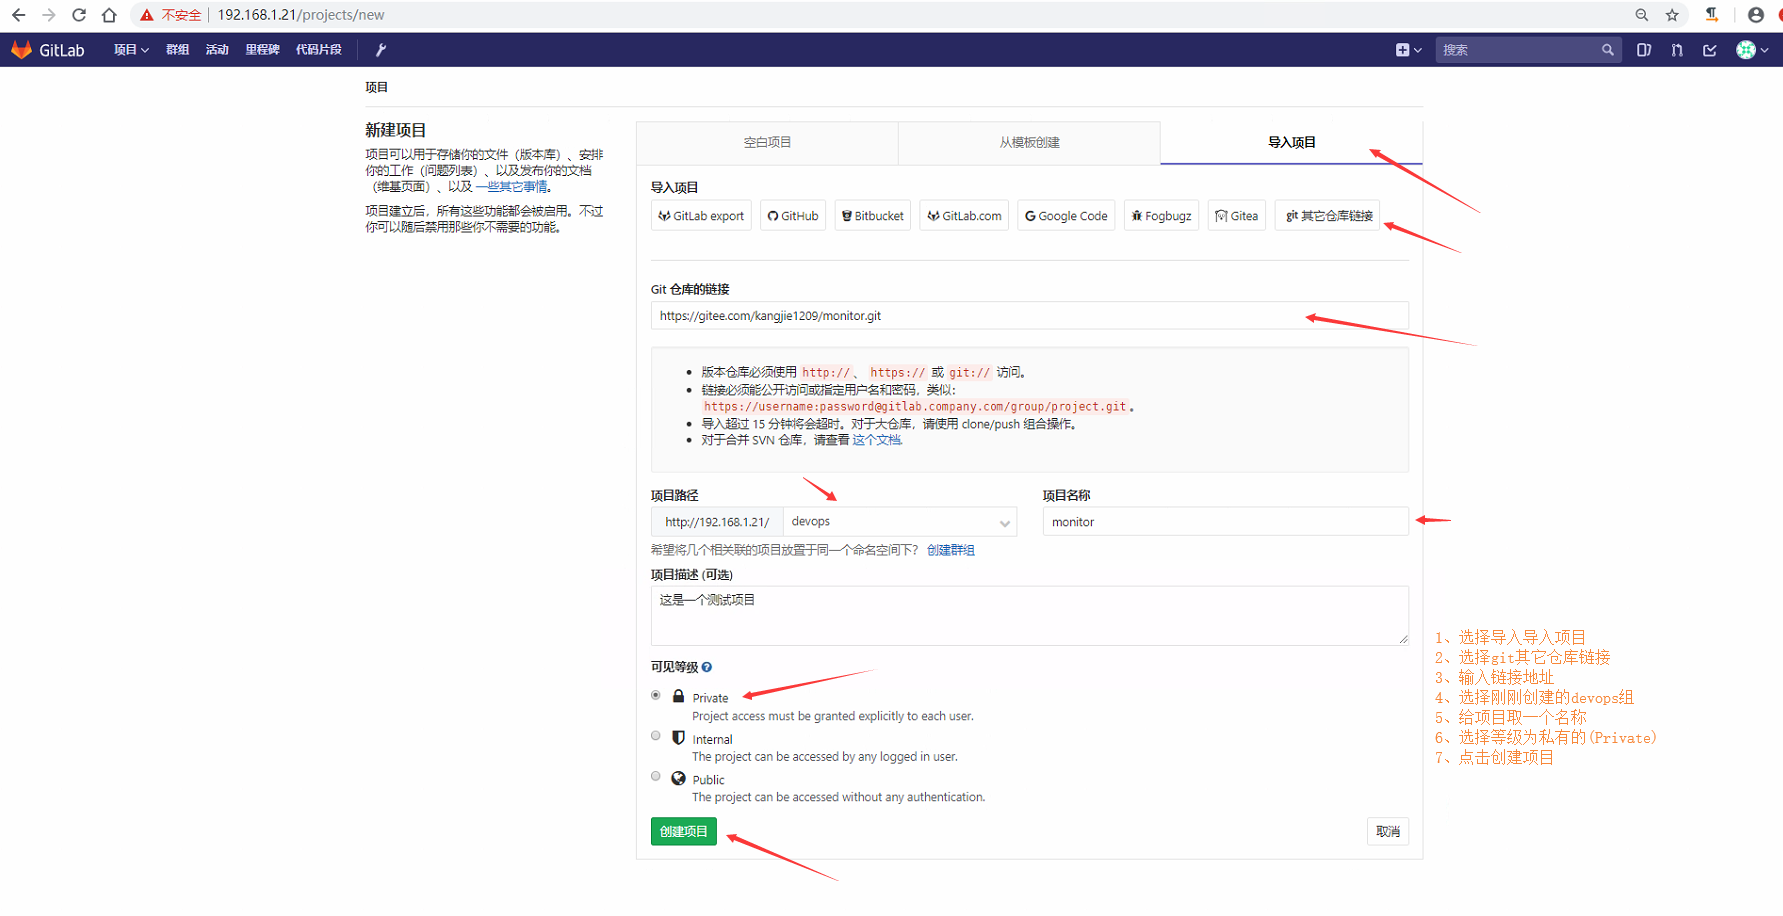 不安全 192.168.1.21/projects/new
GitLab 项目 群组 活动 里程碑 代码片段 搜索
项目
新建项目
项目可以用于存储你的文件（版本库）、安排
你的工作（问题列表）、以及发布你的文档
（维基页面）、以及 一些其它事情。
项目建立后，所有这些功能都会被启用。不过
你可以随后禁用那些你不需要的功能。
空白项目 从模板创建 导入项目
导入项目
GitLab export GitHub Bitbucket GitLab.com Google Code Fogbugz Gitea git 其它仓库链接
Git 仓库的链接
https://gitee.com/kangjie1209/monitor.git
版本仓库必须使用 http:// 、 https:// 或 git:// 访问。
链接必须能公开访问或指定用户名和密码，类似：
https://username:password@gitlab.company.com/group/project.git 。
导入超过 15 分钟将会超时。对于大仓库，请使用 clone/push 组合操作。
对于合并 SVN 仓库，请查看 这个文档.
项目路径 项目名称
http://192.168.1.21/ devops monitor
希望将几个相关联的项目放置于同一个命名空间下？ 创建群组
项目描述 (可选)
这是一个测试项目
可见等级
Private
Project access must be granted explicitly to each user.
Internal
The project can be accessed by any logged in user.
Public
The project can be accessed without any authentication.
创建项目 取消
1、选择导入导入项目
2、选择git其它仓库链接
3、输入链接地址
4、选择刚刚创建的devops组
5、给项目取一个名称
6、选择等级为私有的(Private)
7、点击创建项目